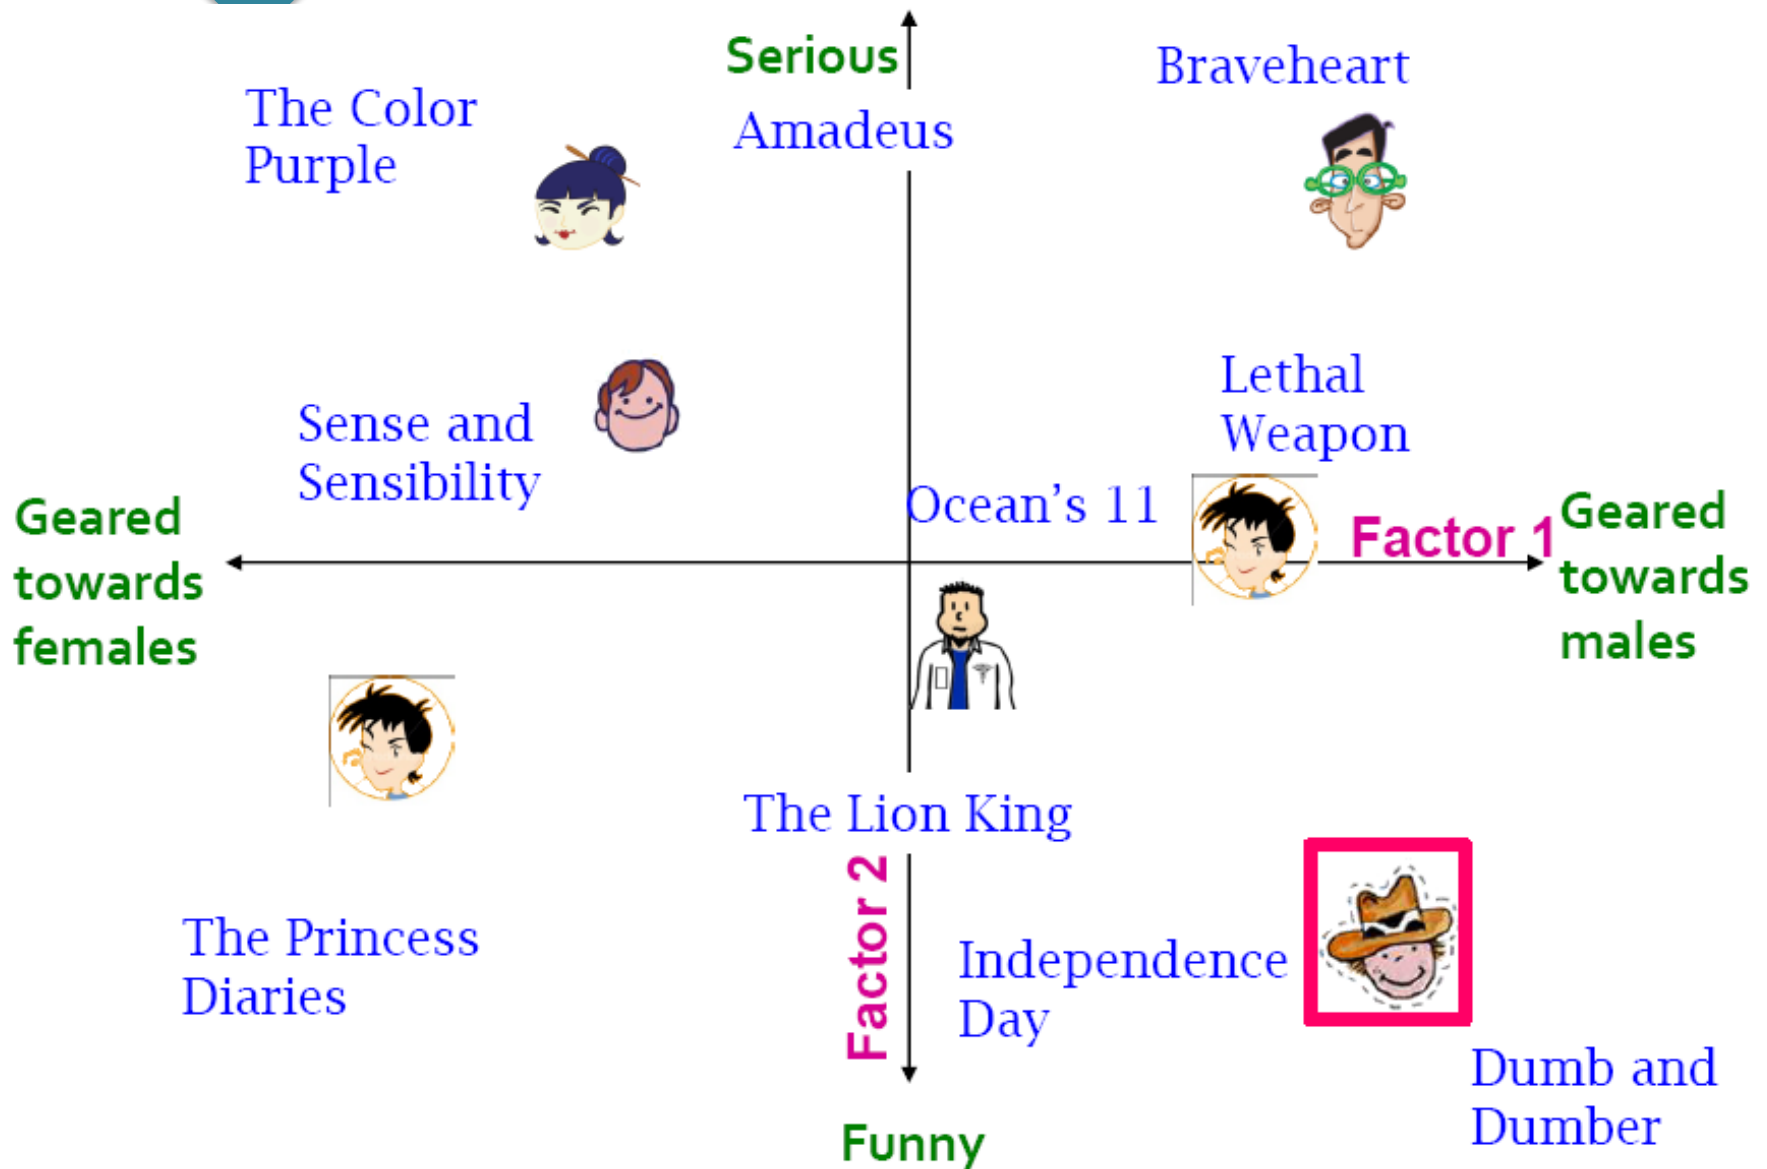 Serious
Braveheart
The Color
Purple
Amadeus
Lethal
Weapon
Sense and
Sensibility
Ocean’s 11
Factor 1
Geared
towards
females
Geared
towards
males
The Lion King
Factor 2
The Princess
Diaries
Independence
Day
Dumb and
Dumber
Funny